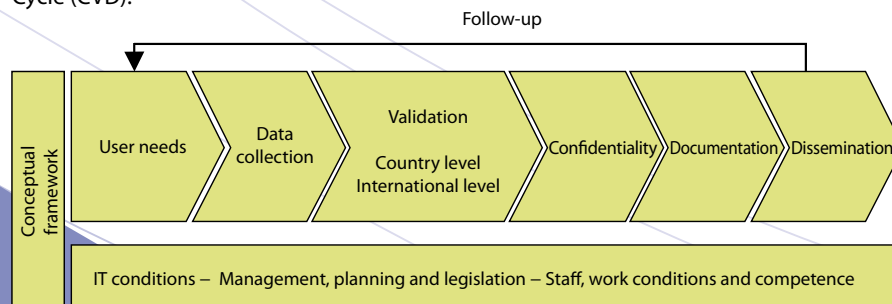 Cycle (CVD):
Follow-up
Conceptual
framework
User needs
Data
collection
Validation
Country level
International level
Confidentiality
Documentation
Dissemination
IT conditions – Management, planning and legislation – Staff, work conditions and competence